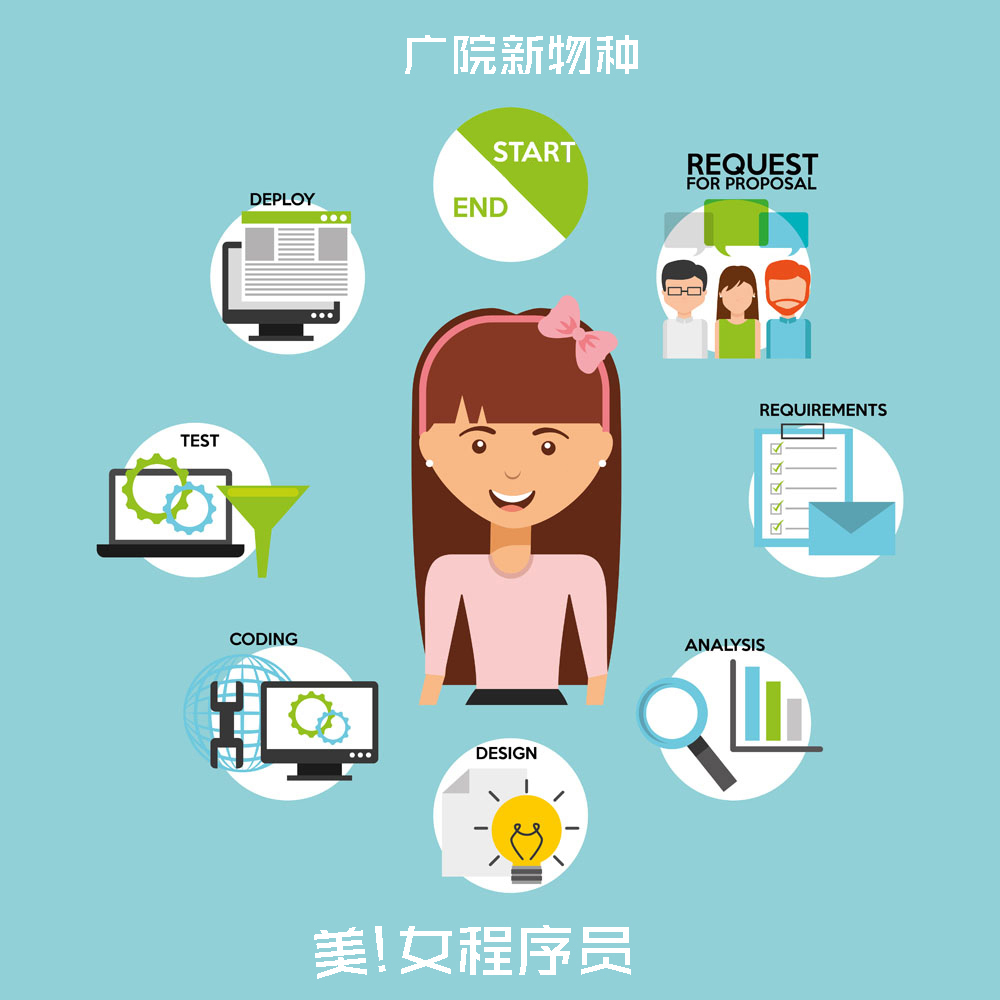 广院新物种
START
END
REQUEST
FOR PROPOSAL
REQUIREMENTS
ANALYSIS
DESIGN
CODING
TEST
DEPLOY
美!女程序员